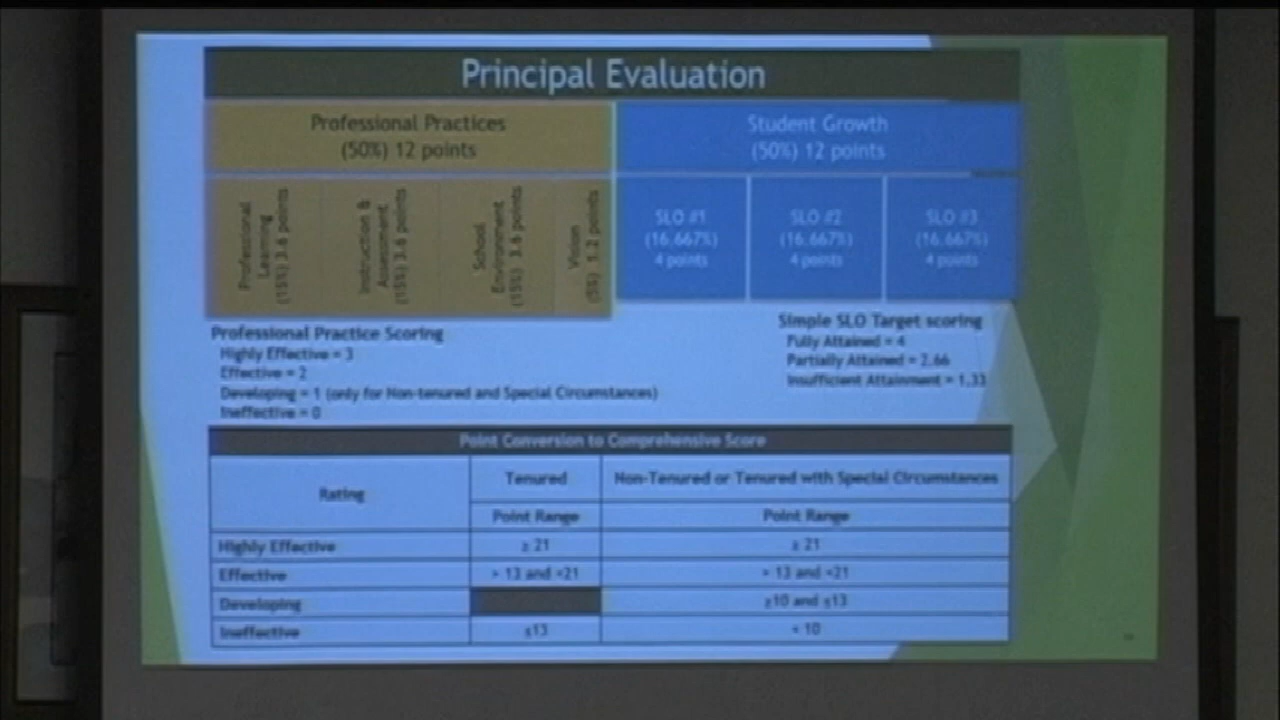 Principal Evaluation
Professional Practices
(50%) 12 points
Student Growth
(50%) 12 points
Professional
Learning
(15%) 3.6 points
Instruction &
Assessment
(15%) 3.6 points
School
Environment
(15%) 3.6 points
Vision
(5%) 1.2 points
SLO #1
(16.667%)
4 points
SLO #2
(16.667%)
4 points
SLO #3
(16.667%)
4 points
Professional Practice Scoring
Highly Effective = 3
Effective = 2
Developing = 1 (only for Non-tenured and Special Circumstances)
Ineffective = 0
Simple SLO Target scoring
Fully Attained = 4
Partially Attained = 2.66
Insufficient Attainment = 1.33
Point Conversion to Comprehensive Score
Rating
Tenured
Non-Tenured or Tenured with Special Circumstances
Point Range
Point Range
Highly Effective
≥ 21
≥ 21
Effective
> 13 and <21
> 13 and <21
Developing
≥10 and ≤13
Ineffective
≤13
< 10